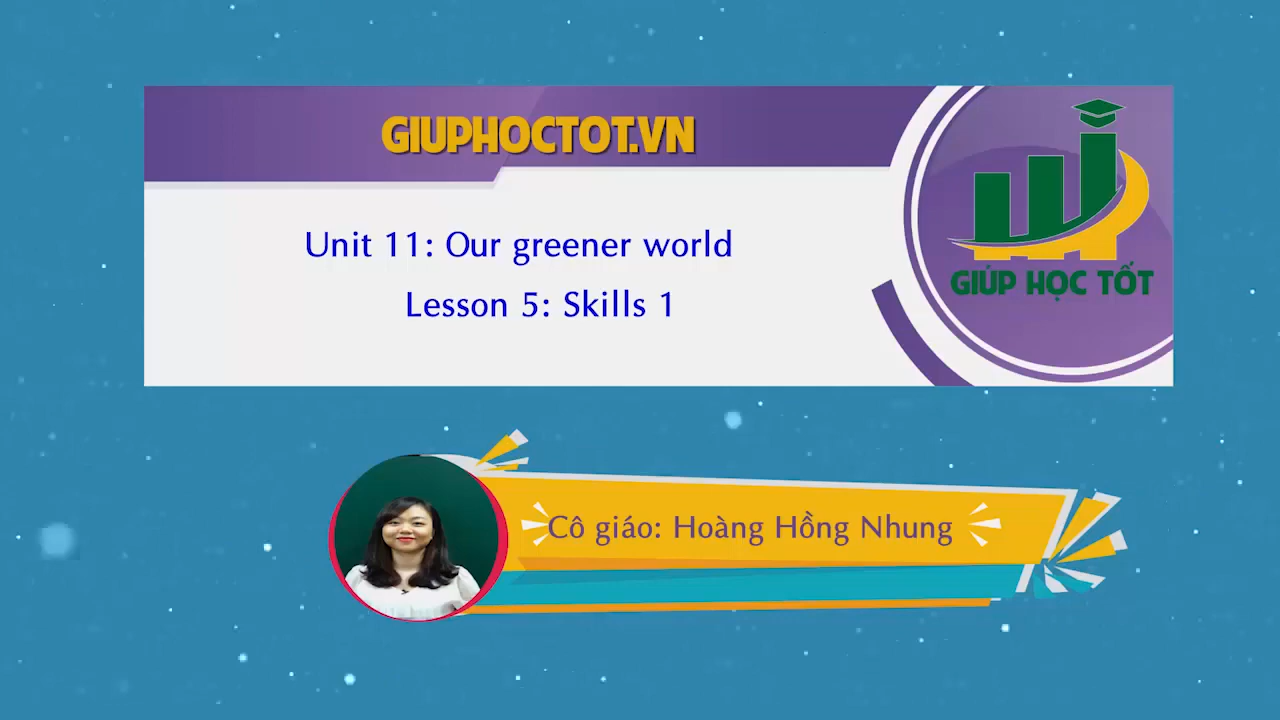 GIUPHOCTOT.VN
Unit 11: Our greener world
Lesson 5: Skills 1
GIÚP HỌC TỐT
Cô giáo: Hoàng Hồng Nhung